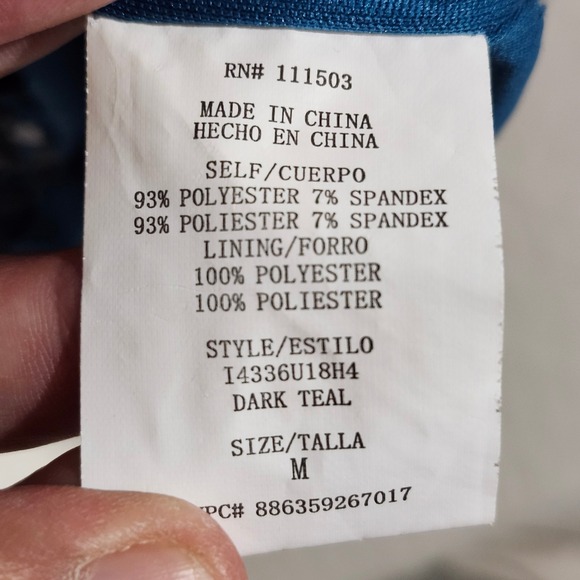 RN# 111503
MADE IN CHINA
HECHO EN CHINA
SELF/CUERPO
93% POLYESTER 7% SPANDEX
93% POLIESTER 7% SPANDEX
LINING/FORRO
100% POLYESTER
100% POLIESTER
STYLE/ESTILO
I4336U18H4
DARK TEAL
SIZE/TALLA
M
886359267017